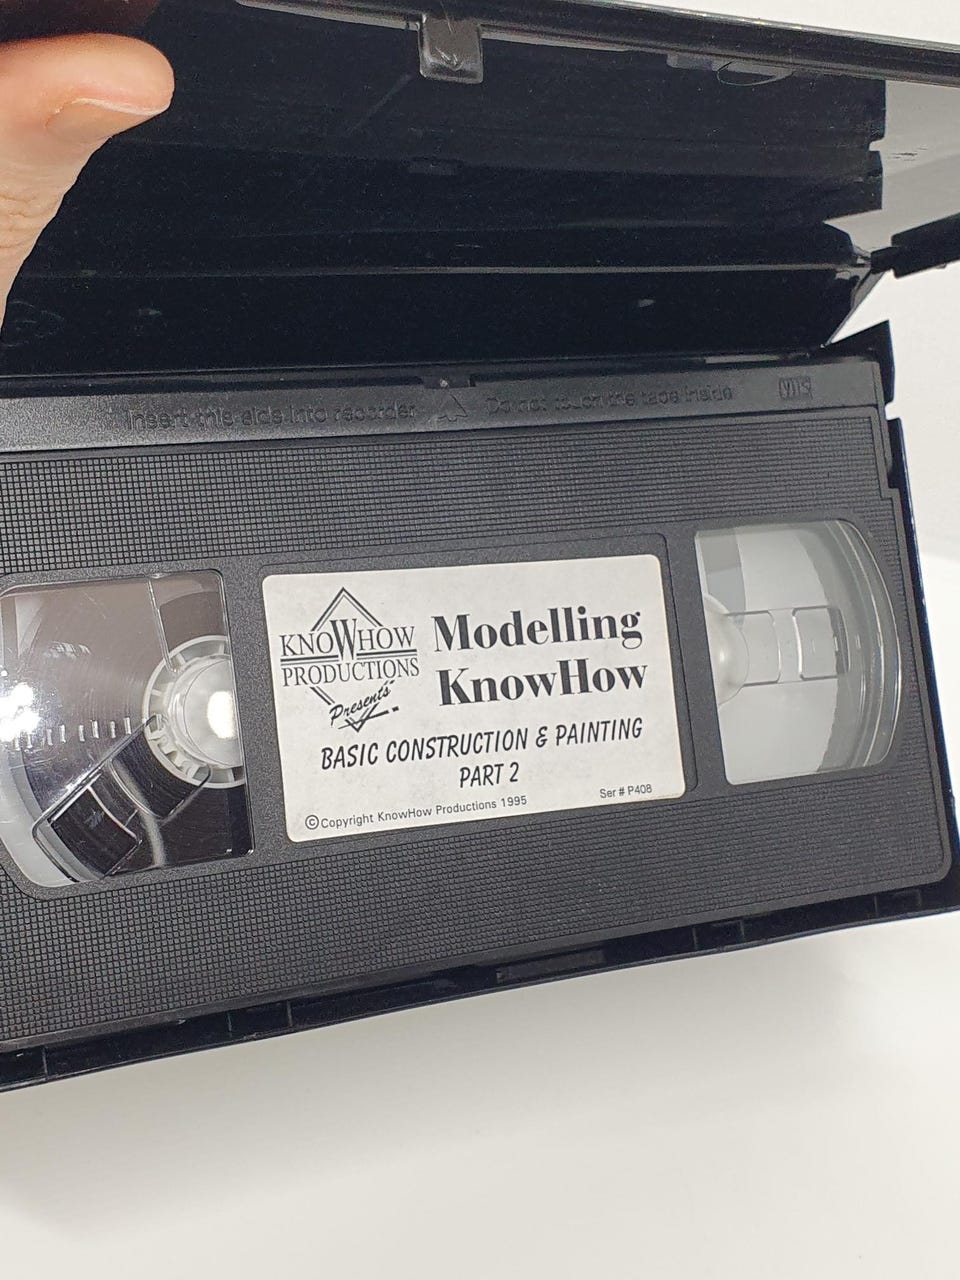 Insert this side into recorder Do not touch the tape inside VHS
KNOWHOW
PRODUCTIONS
Presents
Modelling
KnowHow
BASIC CONSTRUCTION & PAINTING
PART 2
©Copyright KnowHow Productions 1995
Ser # P408